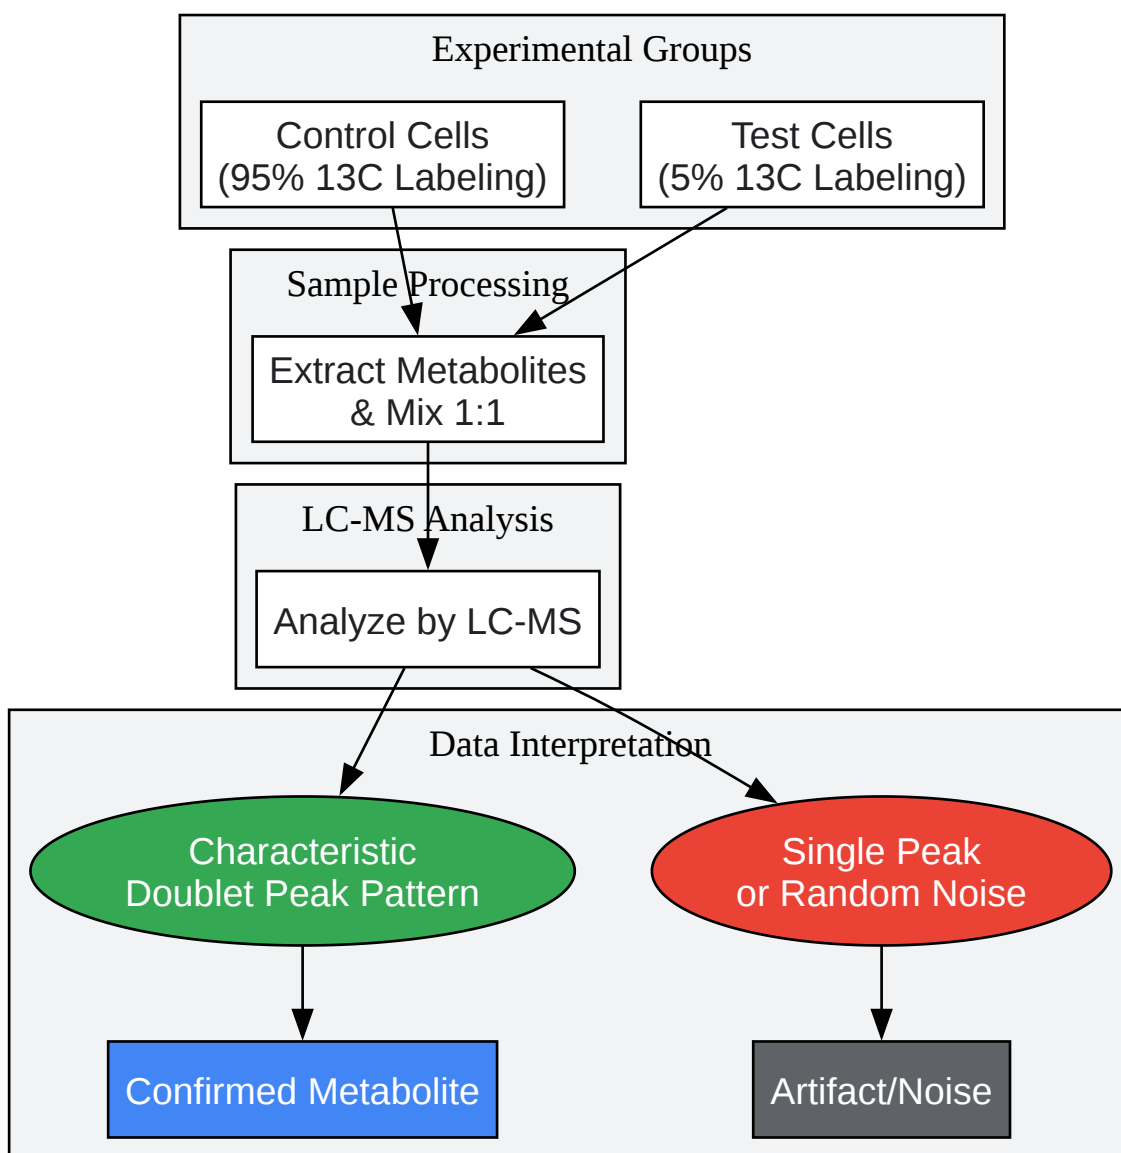 Experimental Groups
Control Cells
(95% 13C Labeling)
Test Cells
(5% 13C Labeling)
Sample Processing
Extract Metabolites
& Mix 1:1
LC-MS Analysis
Analyze by LC-MS
Data Interpretation
Characteristic
Doublet Peak Pattern
Single Peak
or Random Noise
Confirmed Metabolite
Artifact/Noise